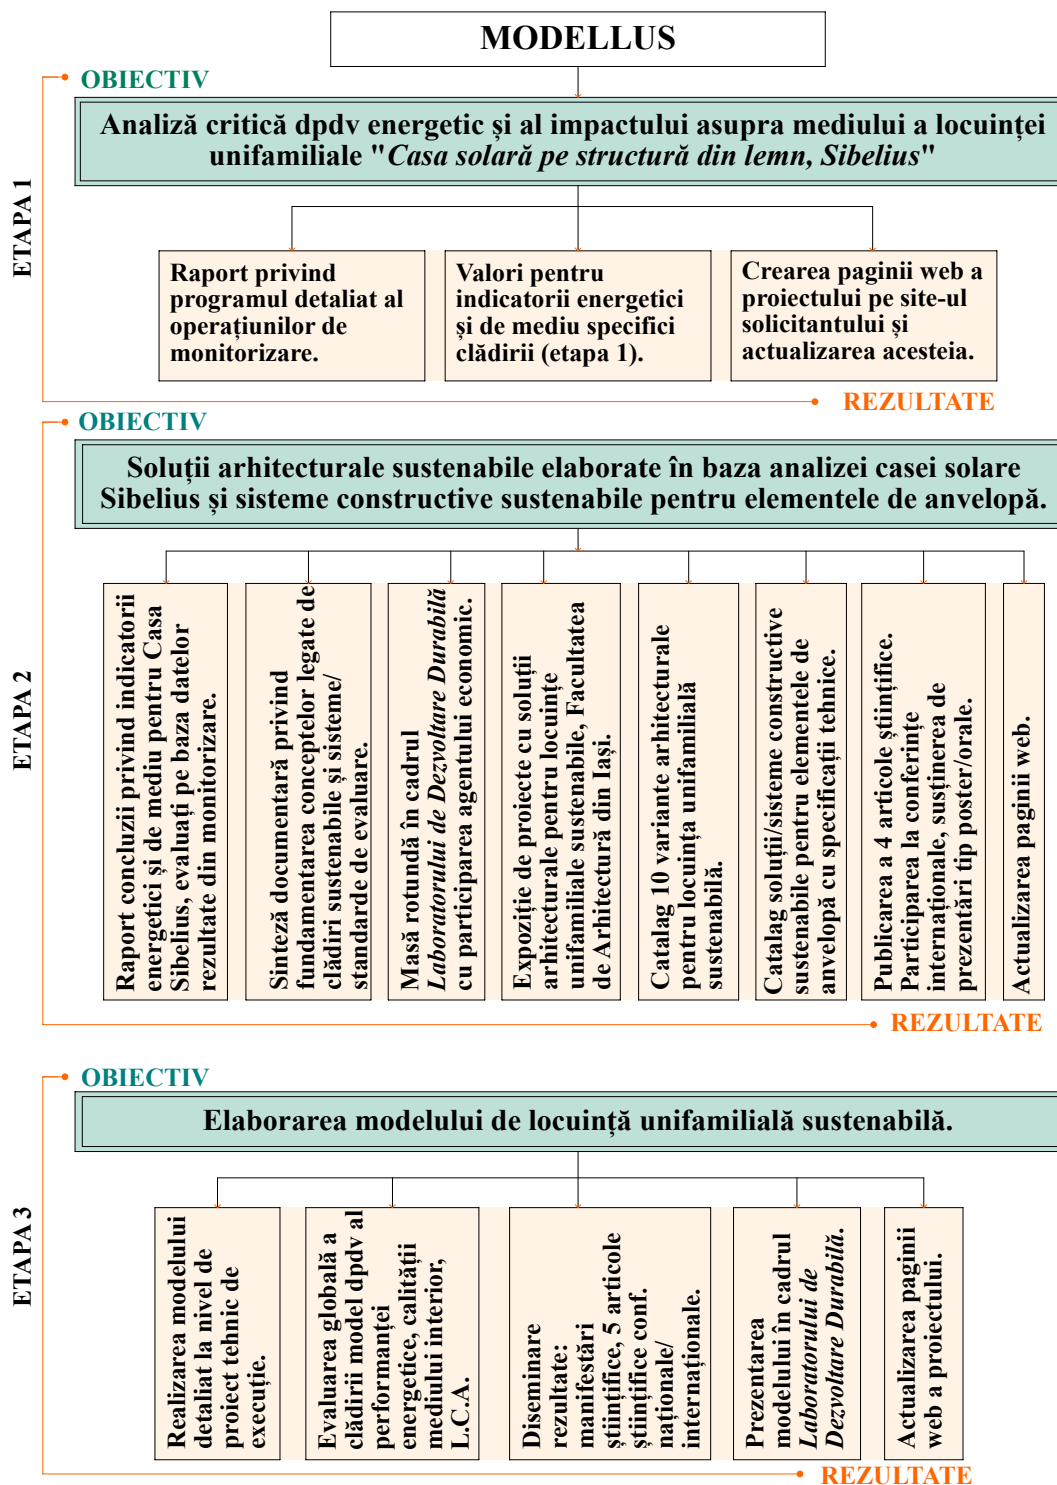 MODELLUS
OBIECTIV
ETAPA 1
Analiză critică dpdv energetic și al impactului asupra mediului a locuinței
unifamiliale "Casa solară pe structură din lemn, Sibelius"
Raport privind
programul detaliat al
operațiunilor de
monitorizare.
Valori pentru
indicatorii energetici
și de mediu specifici
clădirii (etapa 1).
Crearea paginii web a
proiectului pe site-ul
solicitantului și
actualizarea acesteia.
REZULTATE
OBIECTIV
ETAPA 2
Soluții arhitecturale sustenabile elaborate în baza analizei casei solare
Sibelius și sisteme constructive sustenabile pentru elementele de anvelopă.
Raport concluzii privind indicatorii
energetici și de mediu pentru Casa
Sibelius, evaluați pe baza datelor
rezultate din monitorizare.
Sinteză documentară privind
fundamentarea conceptelor legate de
clădiri sustenabile și sisteme/
standarde de evaluare.
Masă rotundă în cadrul
Laboratorului de Dezvoltare Durabilă
cu participarea agentului economic.
Expoziție de proiecte cu soluții
arhitecturale pentru locuințe
unifamiliale sustenabile, Facultatea
de Arhitectură din Iași.
Catalag 10 variante arhitecturale
pentru locuința unifamilială
sustenabilă.
Catalag soluții/sisteme constructive
sustenabile pentru elementele de
anvelopă cu specificații tehnice.
Publicarea a 4 articole științifice.
Participarea la conferințe
internaționale, susținerea de
prezentări tip poster/orale.
Actualizarea paginii web.
REZULTATE
OBIECTIV
ETAPA 3
Elaborarea modelului de locuință unifamilială sustenabilă.
Realizarea modelului
detaliat la nivel de
proiect tehnic de
execuție.
Evaluarea globală a
clădirii model dpdv al
performanței
energetice, calității
mediului interior,
L.C.A.
Diseminare
rezultate:
manifestări
științifice, 5 articole
științifice conf.
naționale/
internaționale.
Prezentarea
modelului în cadrul
Laboratorului de
Dezvoltare Durabilă.
Actualizarea paginii
web a proiectului.
REZULTATE